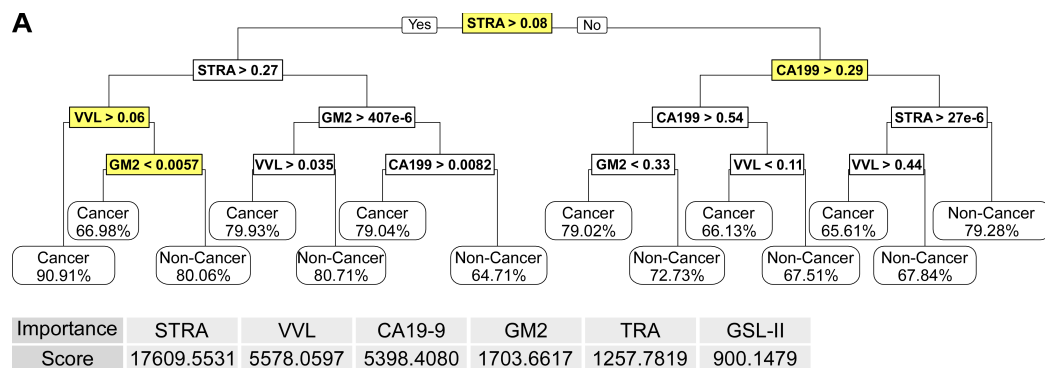 A
Yes STRA > 0.08 No
STRA > 0.27 CA199 > 0.29
VVL > 0.06 GM2 > 407e-6 CA199 > 0.54 STRA > 27e-6
GM2 < 0.0057 VVL > 0.035 CA199 > 0.0082 GM2 < 0.33 VVL < 0.11 VVL > 0.44
Cancer Cancer Cancer Cancer Cancer Cancer Non-Cancer
66.98% 79.93% 79.04% 79.02% 66.13% 65.61% 79.28%
Cancer Non-Cancer Non-Cancer Non-Cancer Non-Cancer Non-Cancer Non-Cancer
90.91% 80.06% 80.71% 64.71% 72.73% 67.51% 67.84%
Importance STRA VVL CA19-9 GM2 TRA GSL-II
Score 17609.5531 5578.0597 5398.4080 1703.6617 1257.7819 900.1479